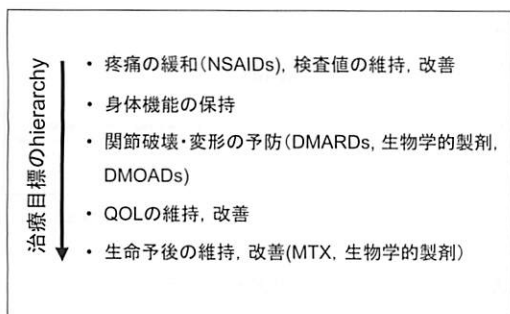 治療目標のhierarchy
・ 疼痛の緩和(NSAIDs), 検査値の維持, 改善
・ 身体機能の保持
・ 関節破壊・変形の予防(DMARDs, 生物学的製剤,
DMOADs)
・ QOLの維持, 改善
・ 生命予後の維持, 改善(MTX, 生物学的製剤)